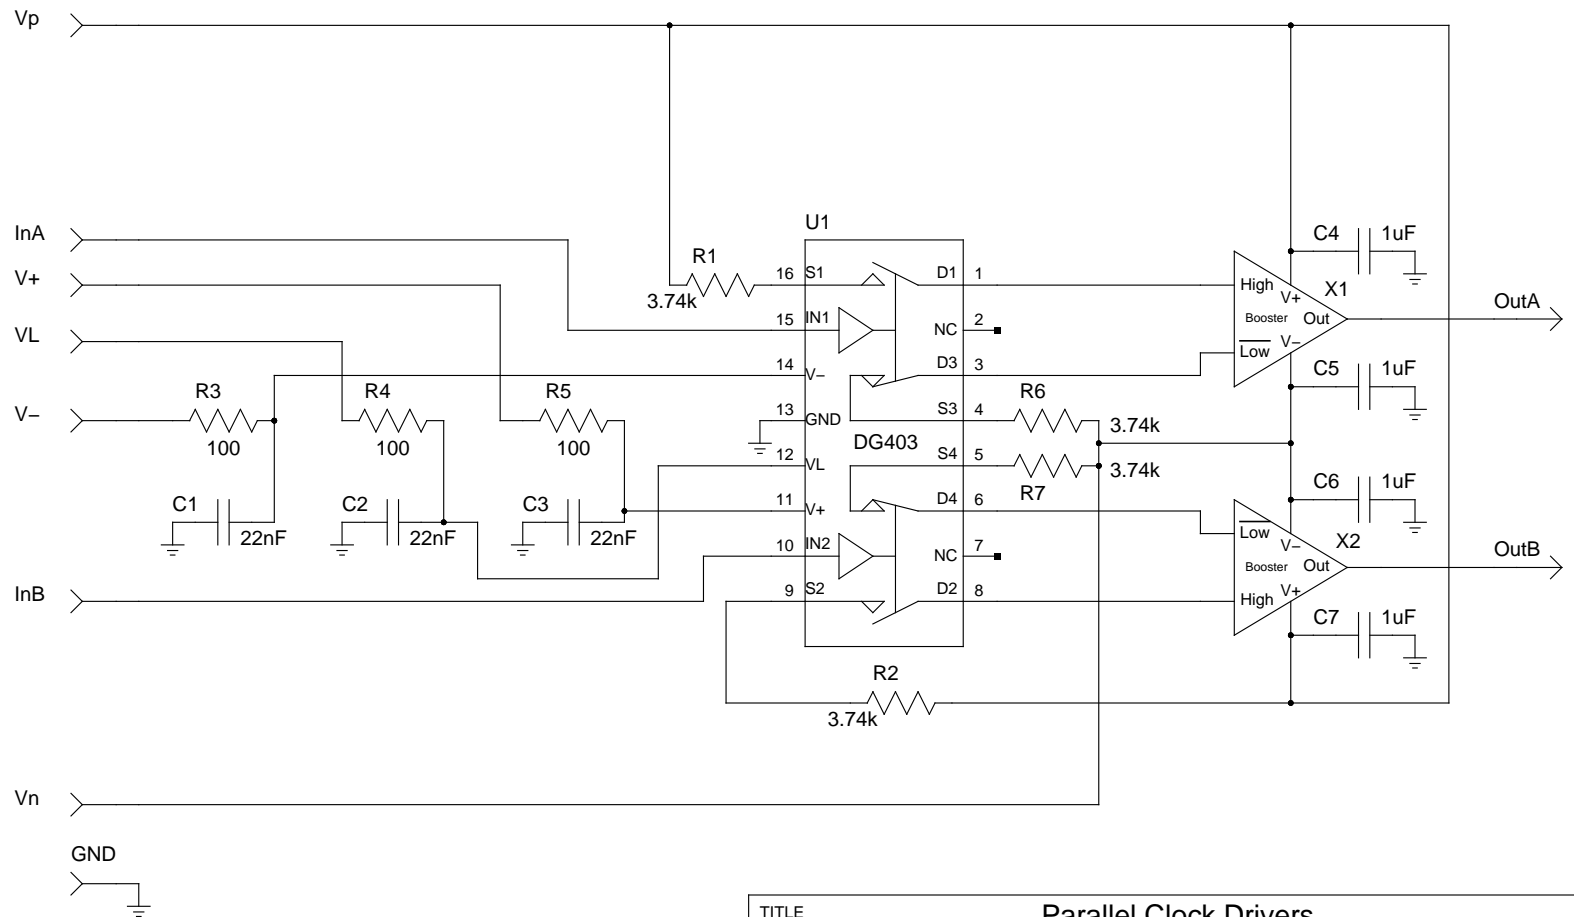 Vp
InA
V+
VL
V−
InB
Vn
GND
R1
3.74k
R3
100
R4
100
R5
100
C1
22nF
C2
22nF
C3
22nF
U1
16 S1
15 IN1
14 V−
13 GND
12 VL
11 V+
10 IN2
9 S2
D1 1
NC 2
D3 3
S3 4
DG403
S4 5
D4 6
NC 7
D2 8
R6
3.74k
R7
3.74k
R2
3.74k
C4 1uF
High
V+
X1
Booster Out
V−
Low
C5 1uF
OutA
C6 1uF
Low
V−
X2
Booster Out
V+
High
C7 1uF
OutB
TITLE
Parallel Clock Drivers